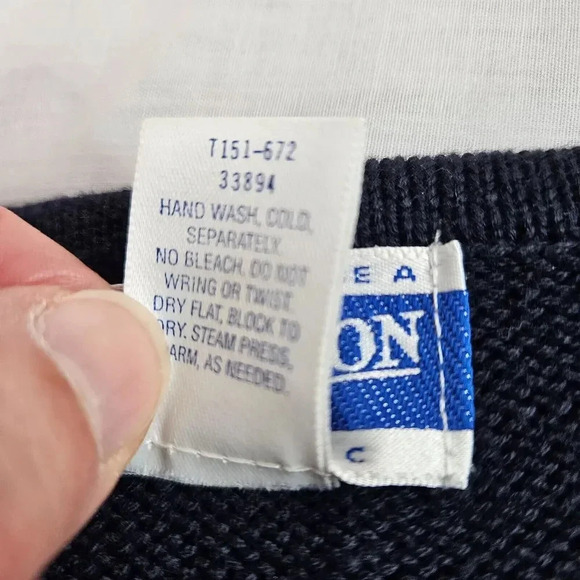 T151-672
33894
HAND WASH, COLD,
SEPARATELY.
NO BLEACH. DO NOT
WRING OR TWIST.
DRY FLAT, BLOCK TO
DRY. STEAM PRESS,
WARM, AS NEEDED.
E A
ON
C